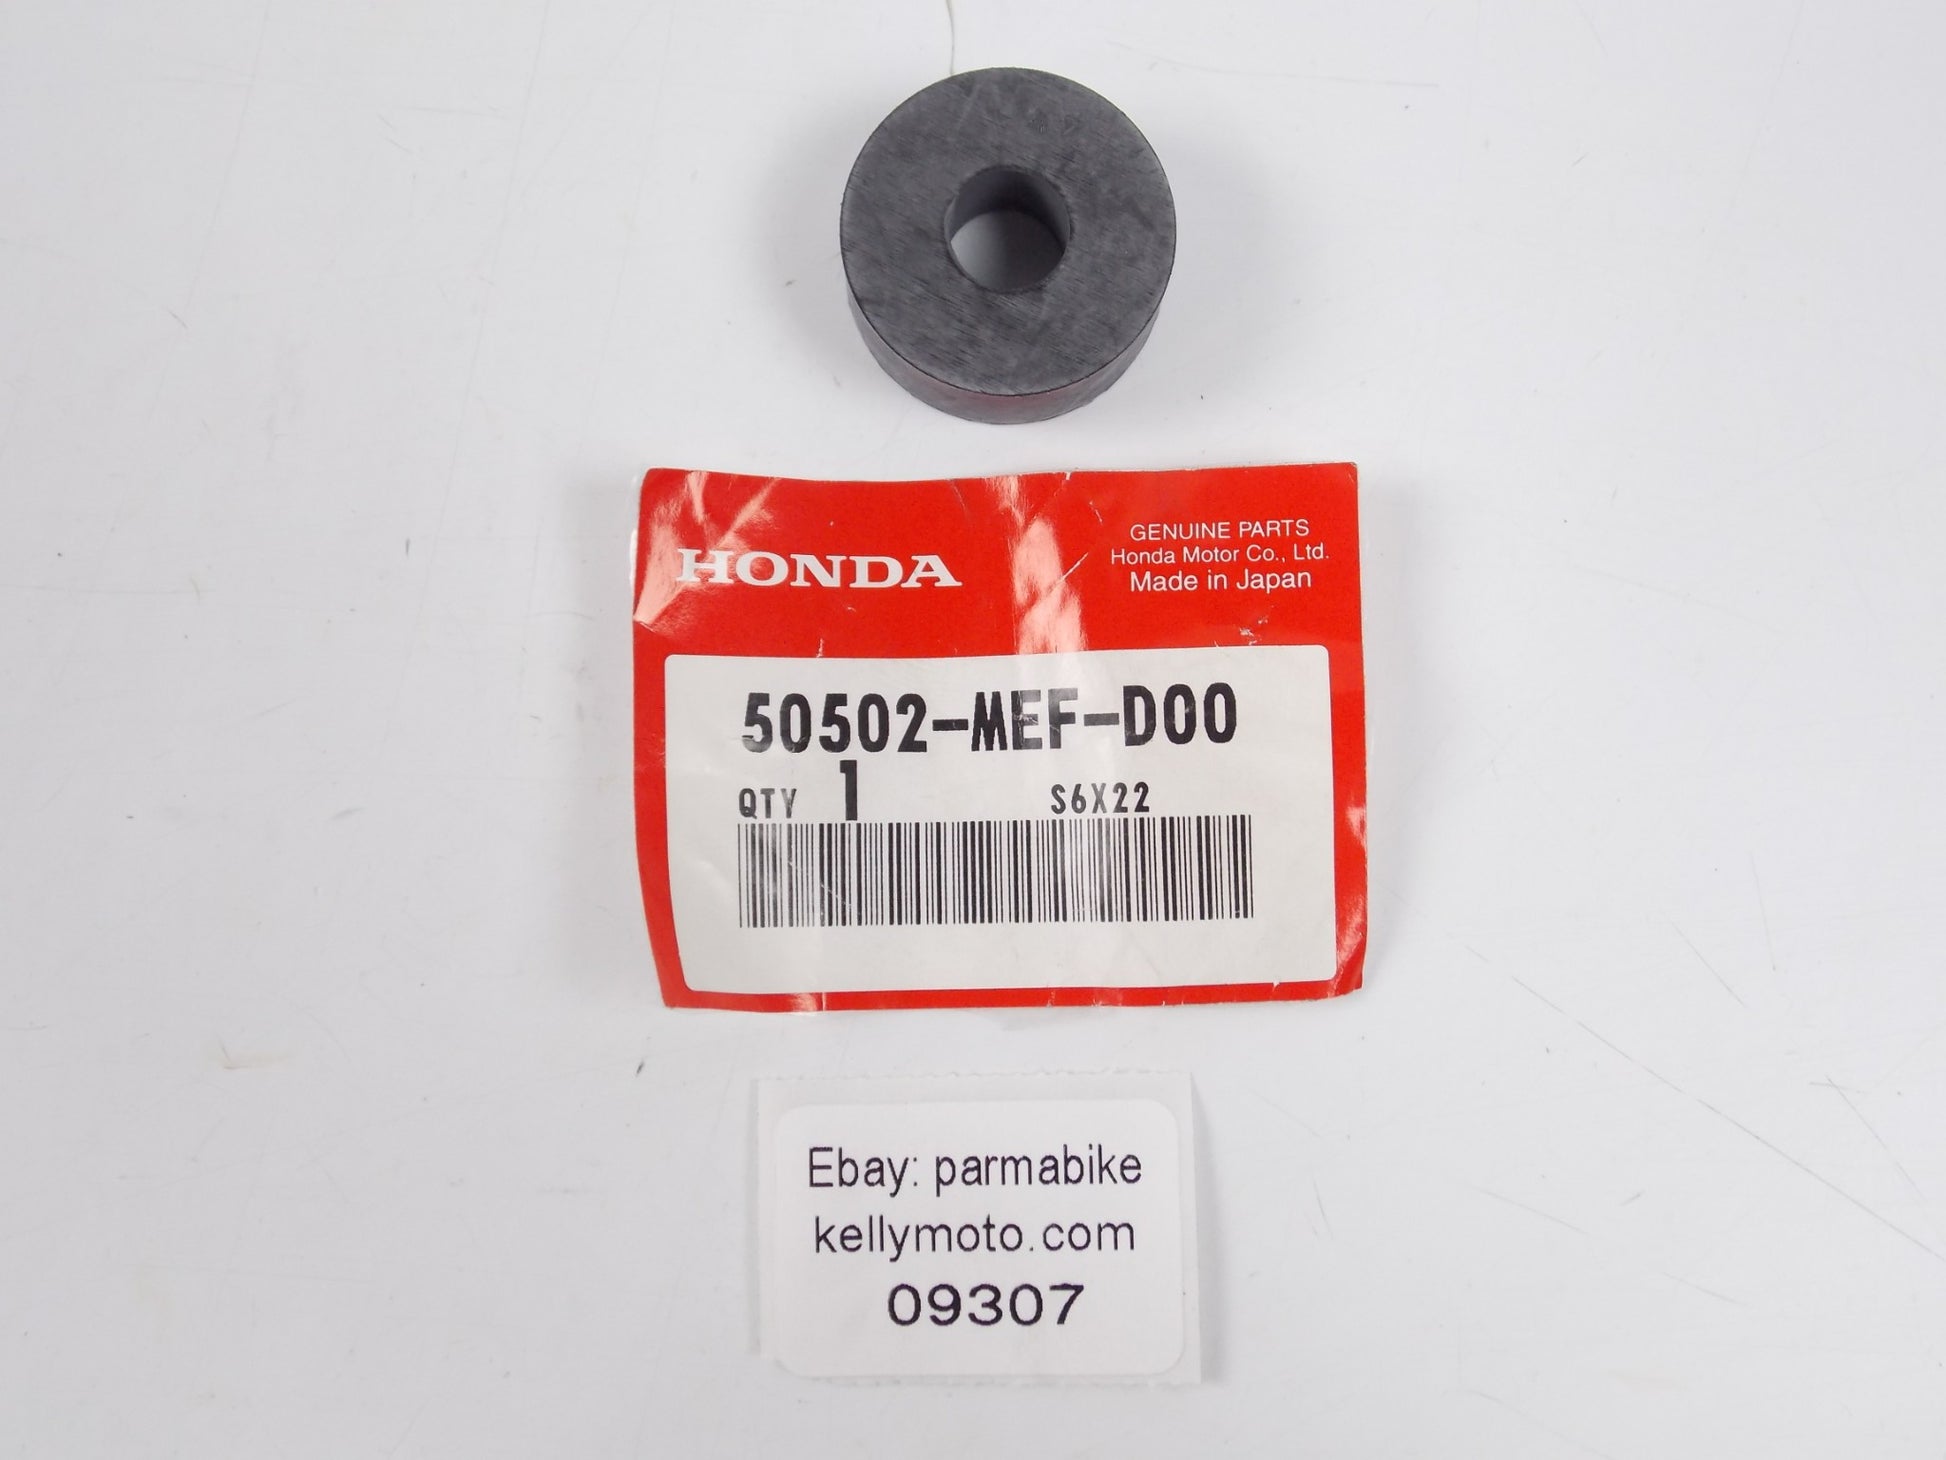 HONDA
GENUINE PARTS
Honda Motor Co., Ltd.
Made in Japan
50502-MEF-D00
QTY 1 S6X22
Ebay: parmabike
kellymoto.com
09307